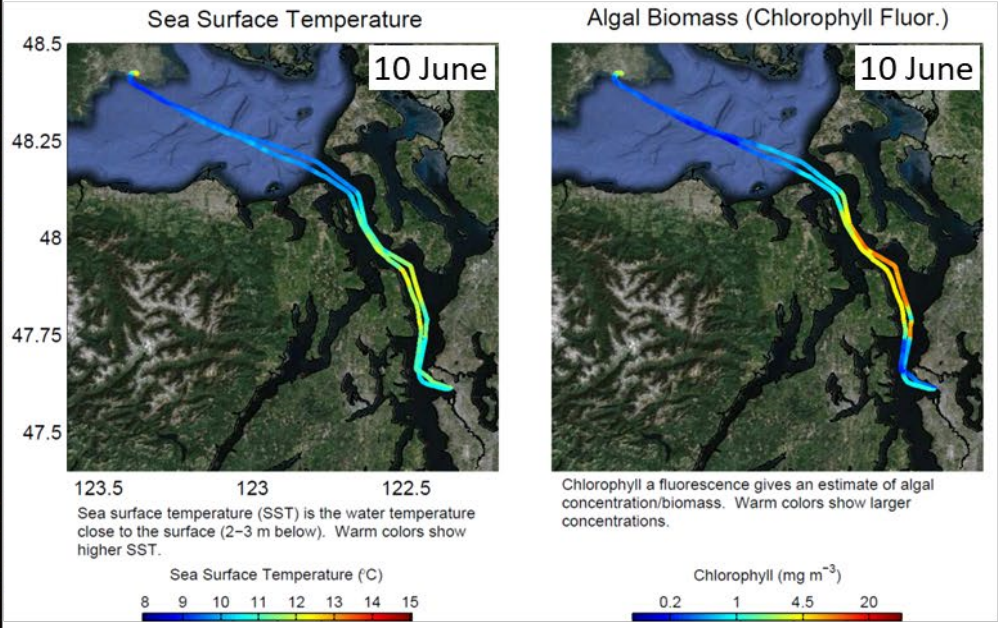 Sea Surface Temperature
Algal Biomass (Chlorophyll Fluor.)
10 June
10 June
48.5
48.25
48
47.75
47.5
123.5 123 122.5
Sea surface temperature (SST) is the water temperature
close to the surface (2−3 m below). Warm colors show
higher SST.
Chlorophyll a fluorescence gives an estimate of algal
concentration/biomass. Warm colors show larger
concentrations.
Sea Surface Temperature (°C)
8 9 10 11 12 13 14 15
Chlorophyll (mg m⁻³)
0.2 1 4.5 20